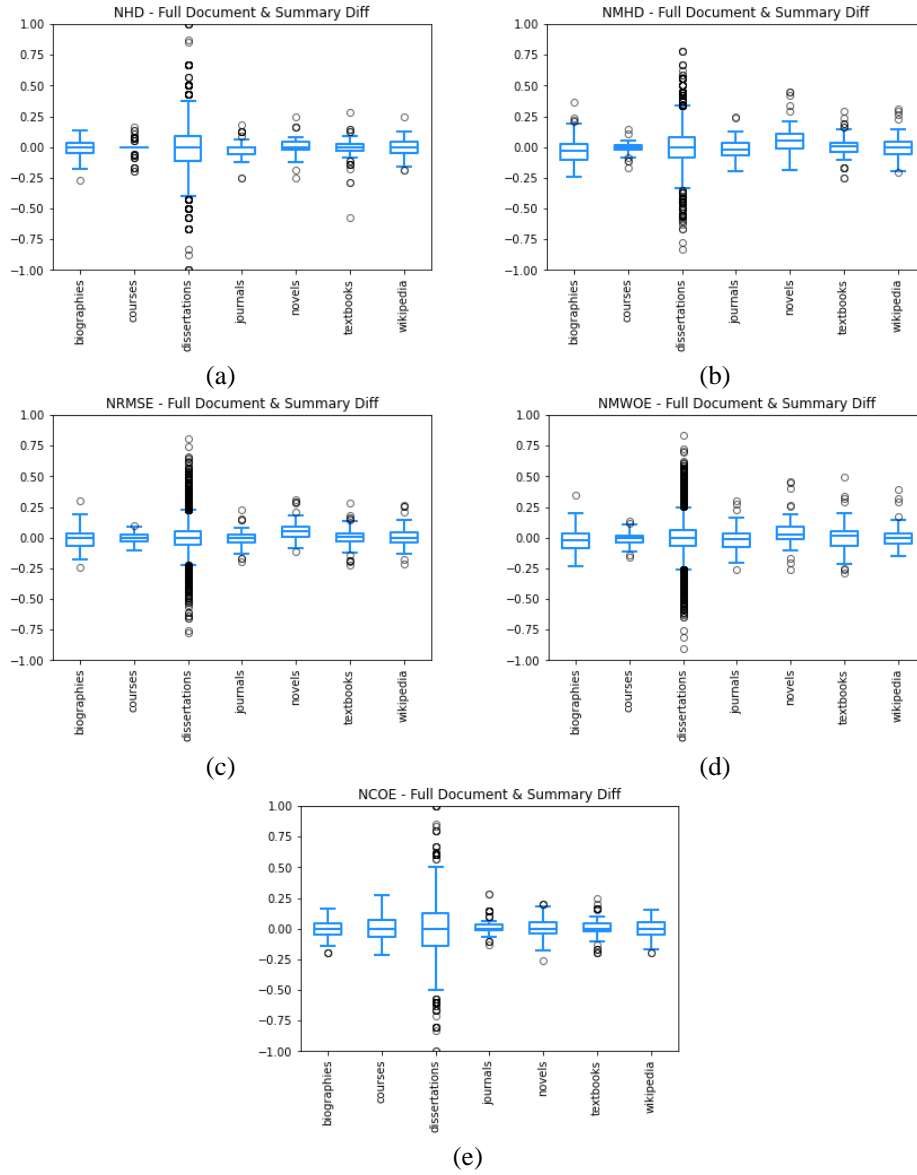 NHD - Full Document & Summary Diff
1.00
0.75
0.50
0.25
0.00
−0.25
−0.50
−0.75
−1.00
biographies
courses
dissertations
journals
novels
textbooks
wikipedia
(a)
NMHD - Full Document & Summary Diff
1.00
0.75
0.50
0.25
0.00
−0.25
−0.50
−0.75
−1.00
biographies
courses
dissertations
journals
novels
textbooks
wikipedia
(b)
NRMSE - Full Document & Summary Diff
1.00
0.75
0.50
0.25
0.00
−0.25
−0.50
−0.75
−1.00
biographies
courses
dissertations
journals
novels
textbooks
wikipedia
(c)
NMWOE - Full Document & Summary Diff
1.00
0.75
0.50
0.25
0.00
−0.25
−0.50
−0.75
−1.00
biographies
courses
dissertations
journals
novels
textbooks
wikipedia
(d)
NCOE - Full Document & Summary Diff
1.00
0.75
0.50
0.25
0.00
−0.25
−0.50
−0.75
−1.00
biographies
courses
dissertations
journals
novels
textbooks
wikipedia
(e)